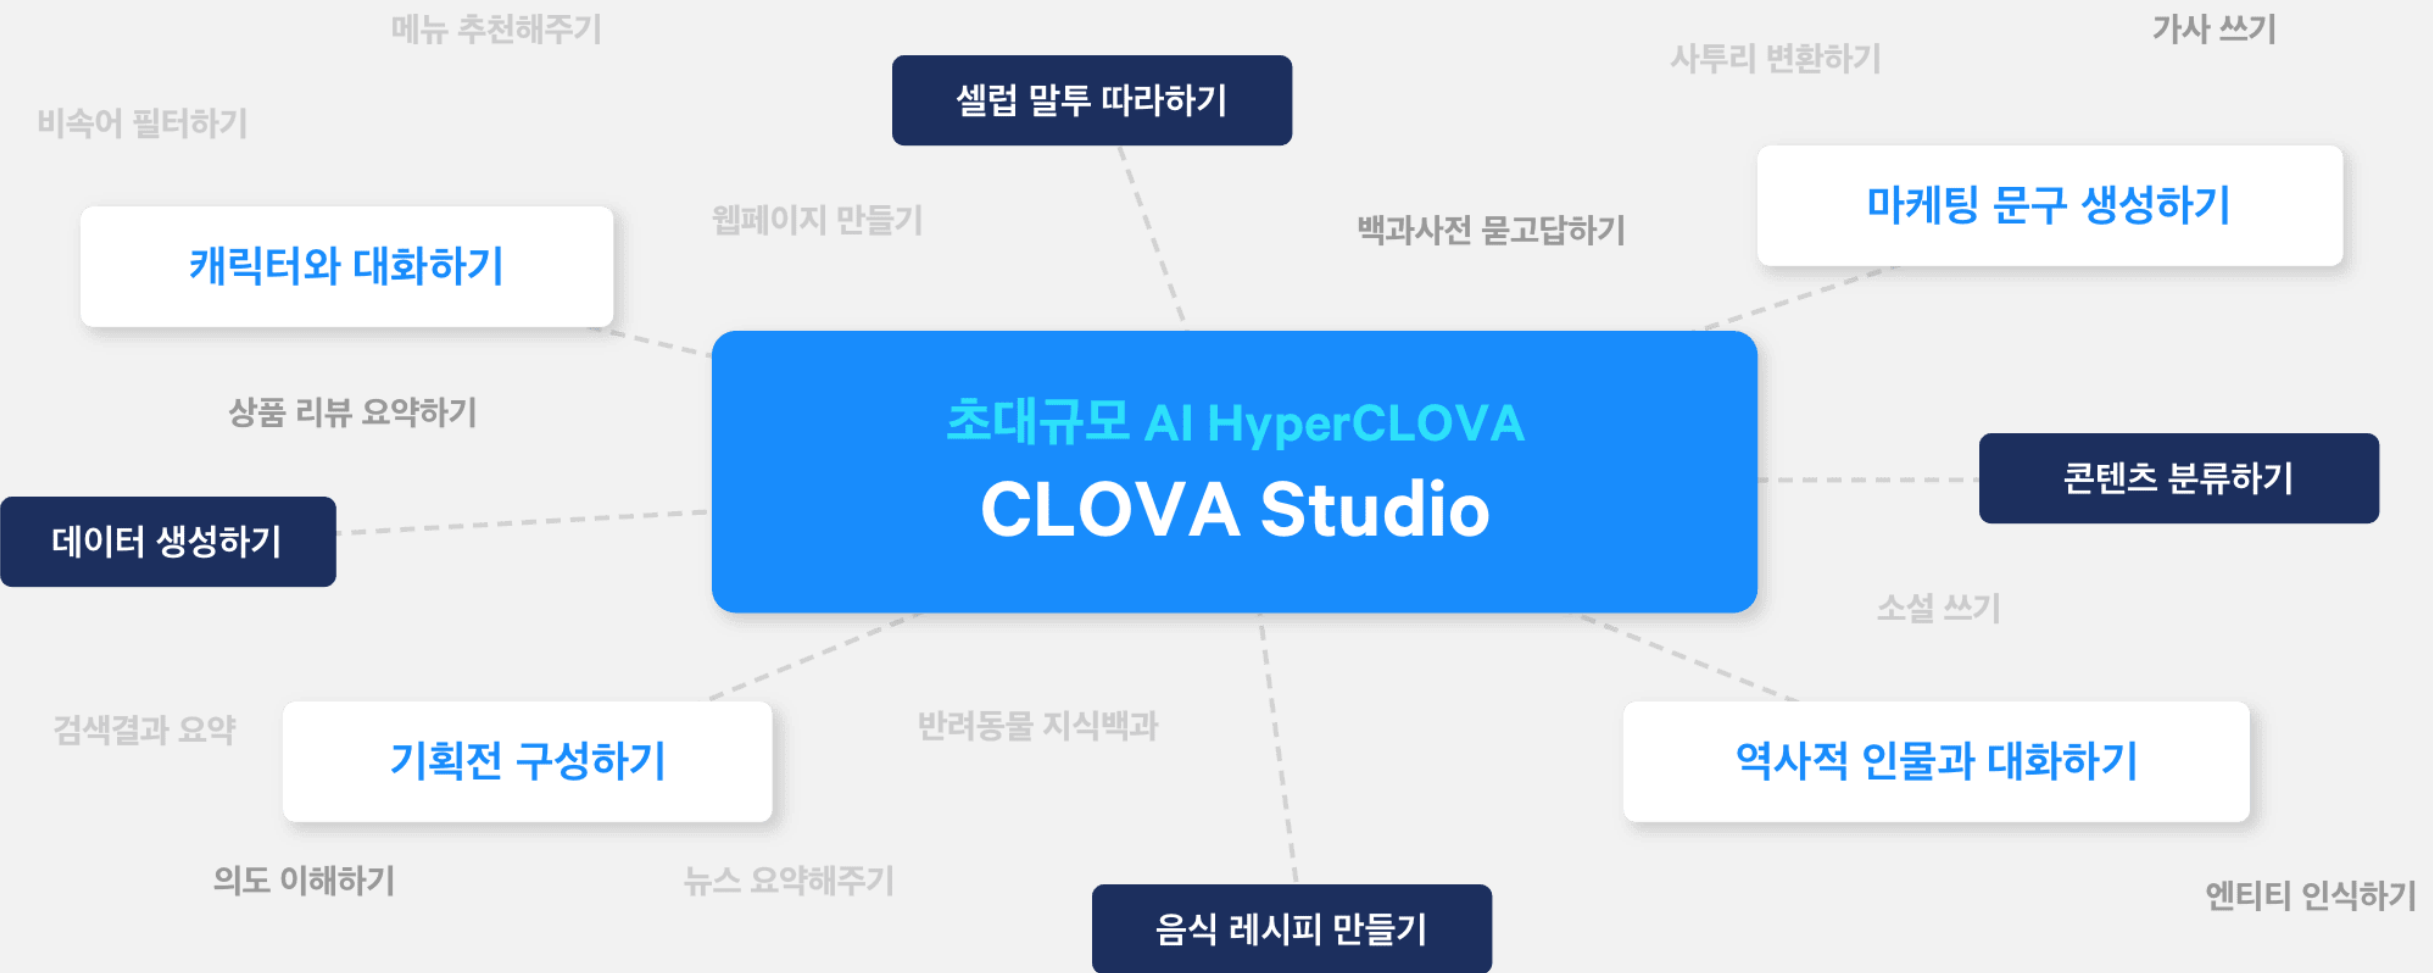 메뉴 추천해주기
가사 쓰기
사투리 변환하기
셀럽 말투 따라하기
비속어 필터하기
마케팅 문구 생성하기
웹페이지 만들기
백과사전 묻고답하기
캐릭터와 대화하기
상품 리뷰 요약하기
초대규모 AI HyperCLOVA
CLOVA Studio
콘텐츠 분류하기
데이터 생성하기
소설 쓰기
검색결과 요약
반려동물 지식백과
기획전 구성하기
역사적 인물과 대화하기
의도 이해하기
뉴스 요약해주기
엔티티 인식하기
음식 레시피 만들기